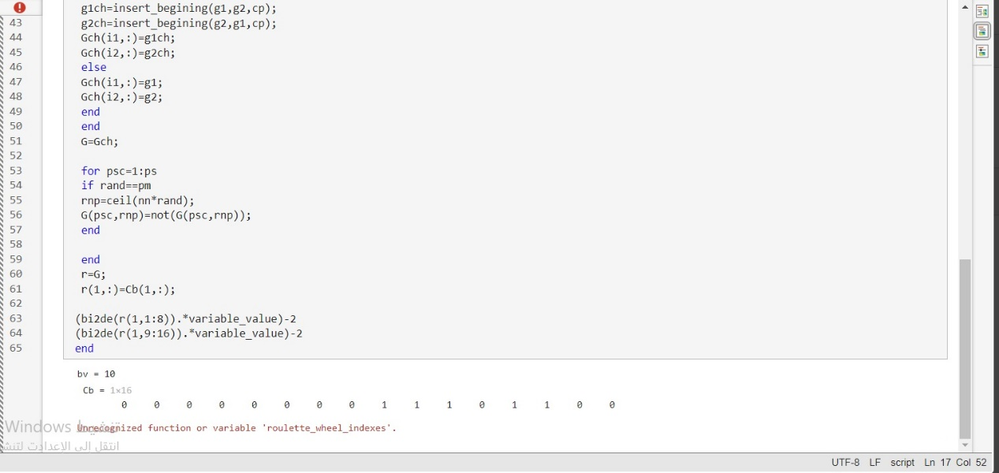 g1ch=insert_begining(g1,g2,cp);
43 g2ch=insert_begining(g2,g1,cp);
44 Gch(i1,:)=g1ch;
45 Gch(i2,:)=g2ch;
46 else
47 Gch(i1,:)=g1;
48 Gch(i2,:)=g2;
49 end
50 end
51 G=Gch;
52
53 for psc=1:ps
54 if rand==pm
55 rnp=ceil(nn*rand);
56 G(psc,rnp)=not(G(psc,rnp));
57 end
58
59 end
60 r=G;
61 r(1,:)=Cb(1,:);
62
63 (bi2de(r(1,1:8)).*variable_value)-2
64 (bi2de(r(1,9:16)).*variable_value)-2
65 end
bv = 10
Cb = 1×16
0 0 0 0 0 0 0 0 1 1 1 0 1 1 0 0
Unrecognized function or variable 'roulette_wheel_indexes'.
تنشيط Windows
انتقل إلى الإعدادات لتنش
UTF-8 LF script Ln 17 Col 52